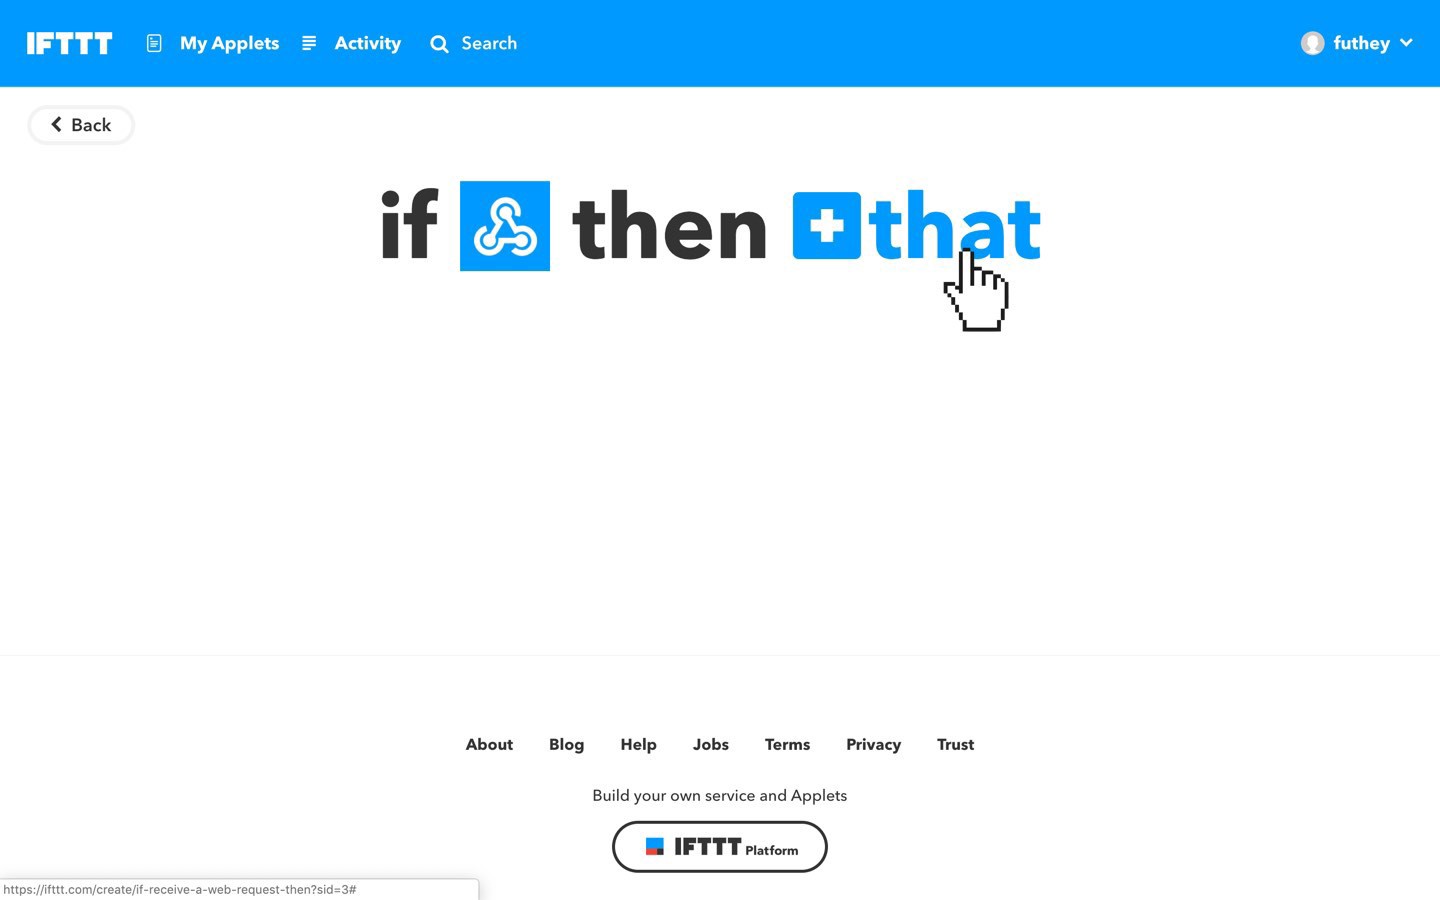 IFTTT My Applets Activity Search futhey
Back
if then that
About Blog Help Jobs Terms Privacy Trust
Build your own service and Applets
IFTTT Platform
https://ifttt.com/create/if-receive-a-web-request-then?sid=3#